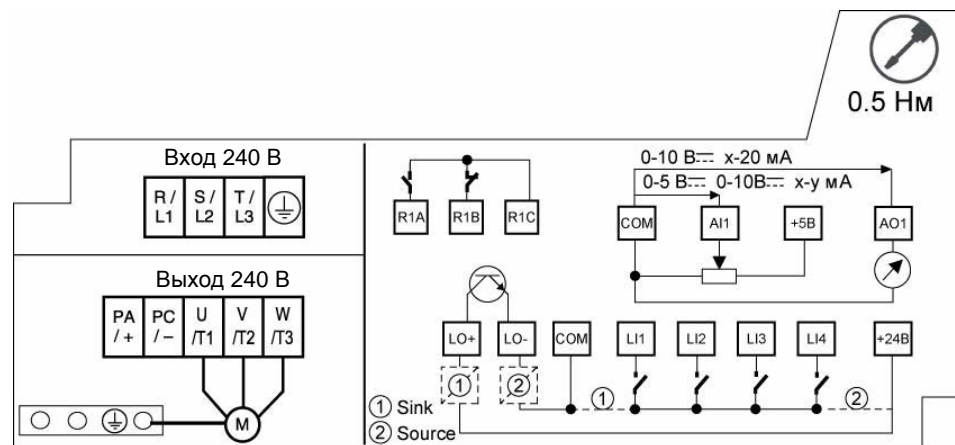 0.5 Нм
Вход 240 В
R / L1
S / L2
T / L3
Выход 240 В
PA / +
PC / –
U /T1
V /T2
W /T3
M
R1A
R1B
R1C
0-10 В x-20 мА
0-5 В 0-10В x-y мА
COM
AI1
+5В
AO1
LO+
LO-
COM
LI1
LI2
LI3
LI4
+24В
1
2
1
2
1 Sink
2 Source